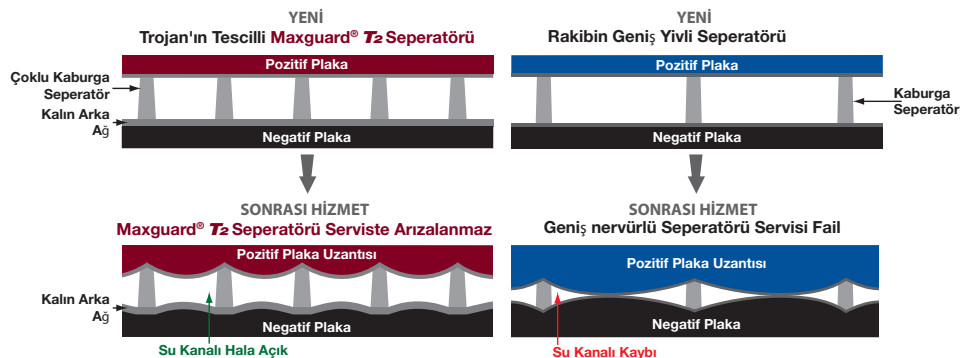 YENİ
Trojan'ın Tescilli Maxguard® T2 Seperatörü
Pozitif Plaka
Çoklu Kaburga
Seperatör
Kalın Arka
Ağ
Negatif Plaka
YENİ
Rakibin Geniş Yivli Seperatörü
Pozitif Plaka
Kaburga
Seperatör
Negatif Plaka
SONRASI HİZMET
Maxguard® T2 Seperatörü Serviste Arızalanmaz
Pozitif Plaka Uzantısı
Kalın Arka
Ağ
Negatif Plaka
Su Kanalı Hala Açık
SONRASI HİZMET
Geniş nervürlü Seperatörü Servisi Fail
Pozitif Plaka Uzantısı
Negatif Plaka
Su Kanalı Kaybı